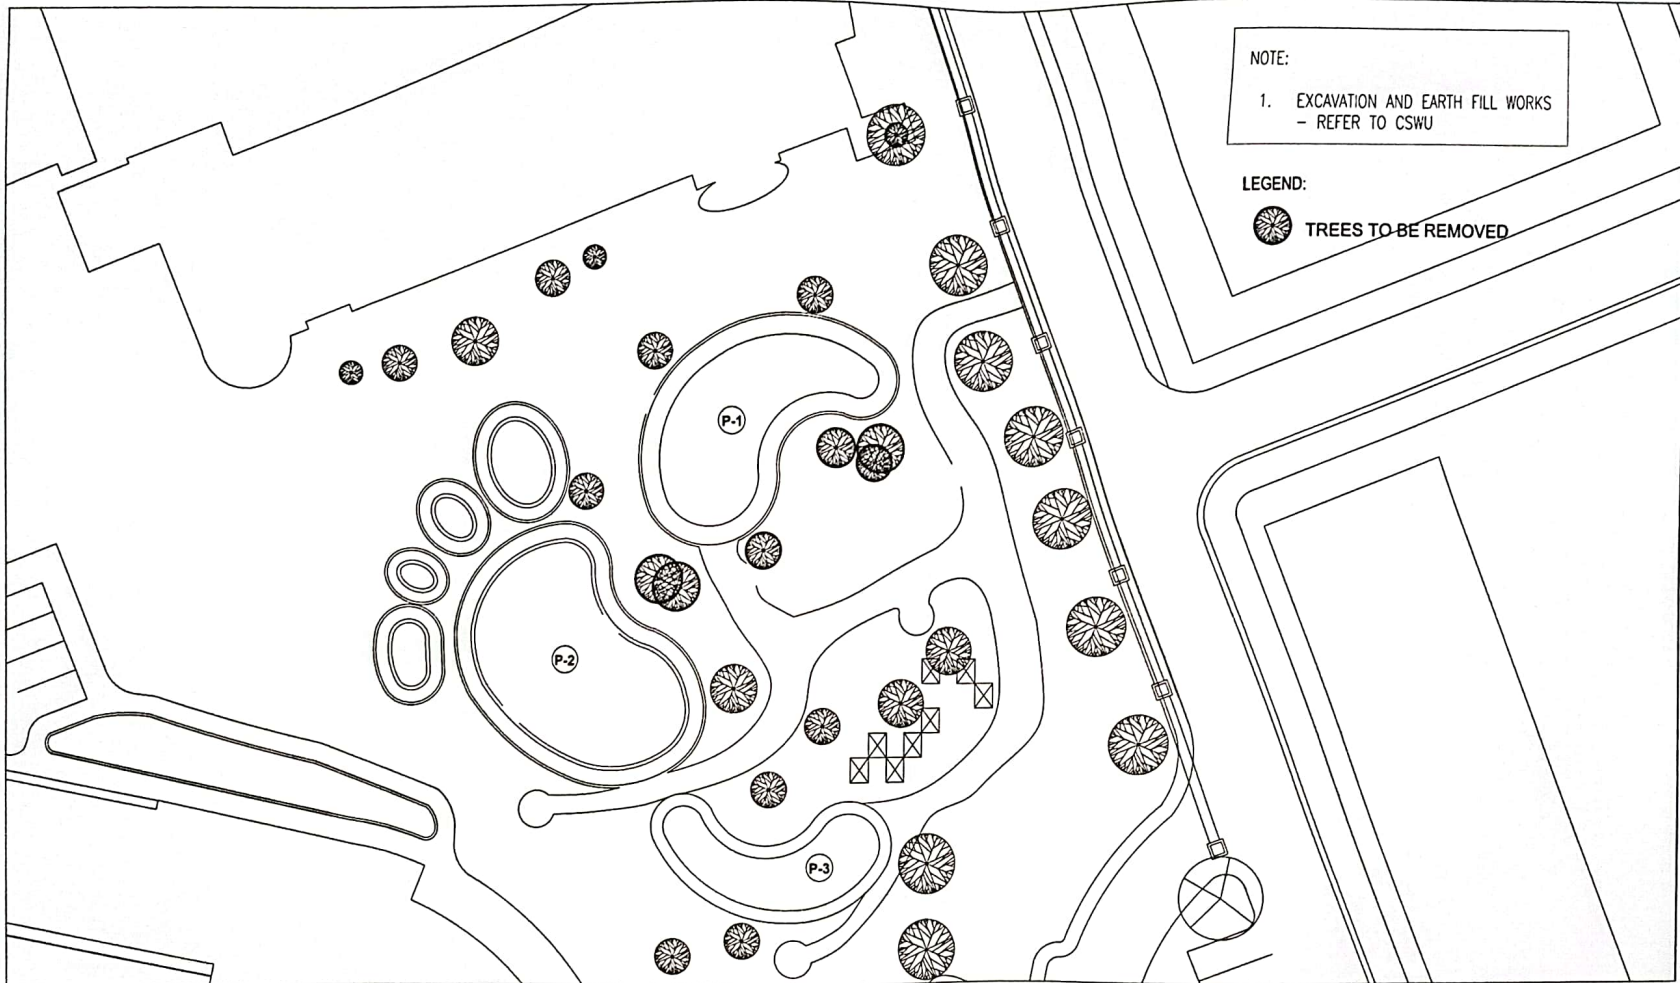 NOTE:
1. EXCAVATION AND EARTH FILL WORKS
– REFER TO CSWU
LEGEND:
TREES TO BE REMOVED
P-1
P-2
P-3